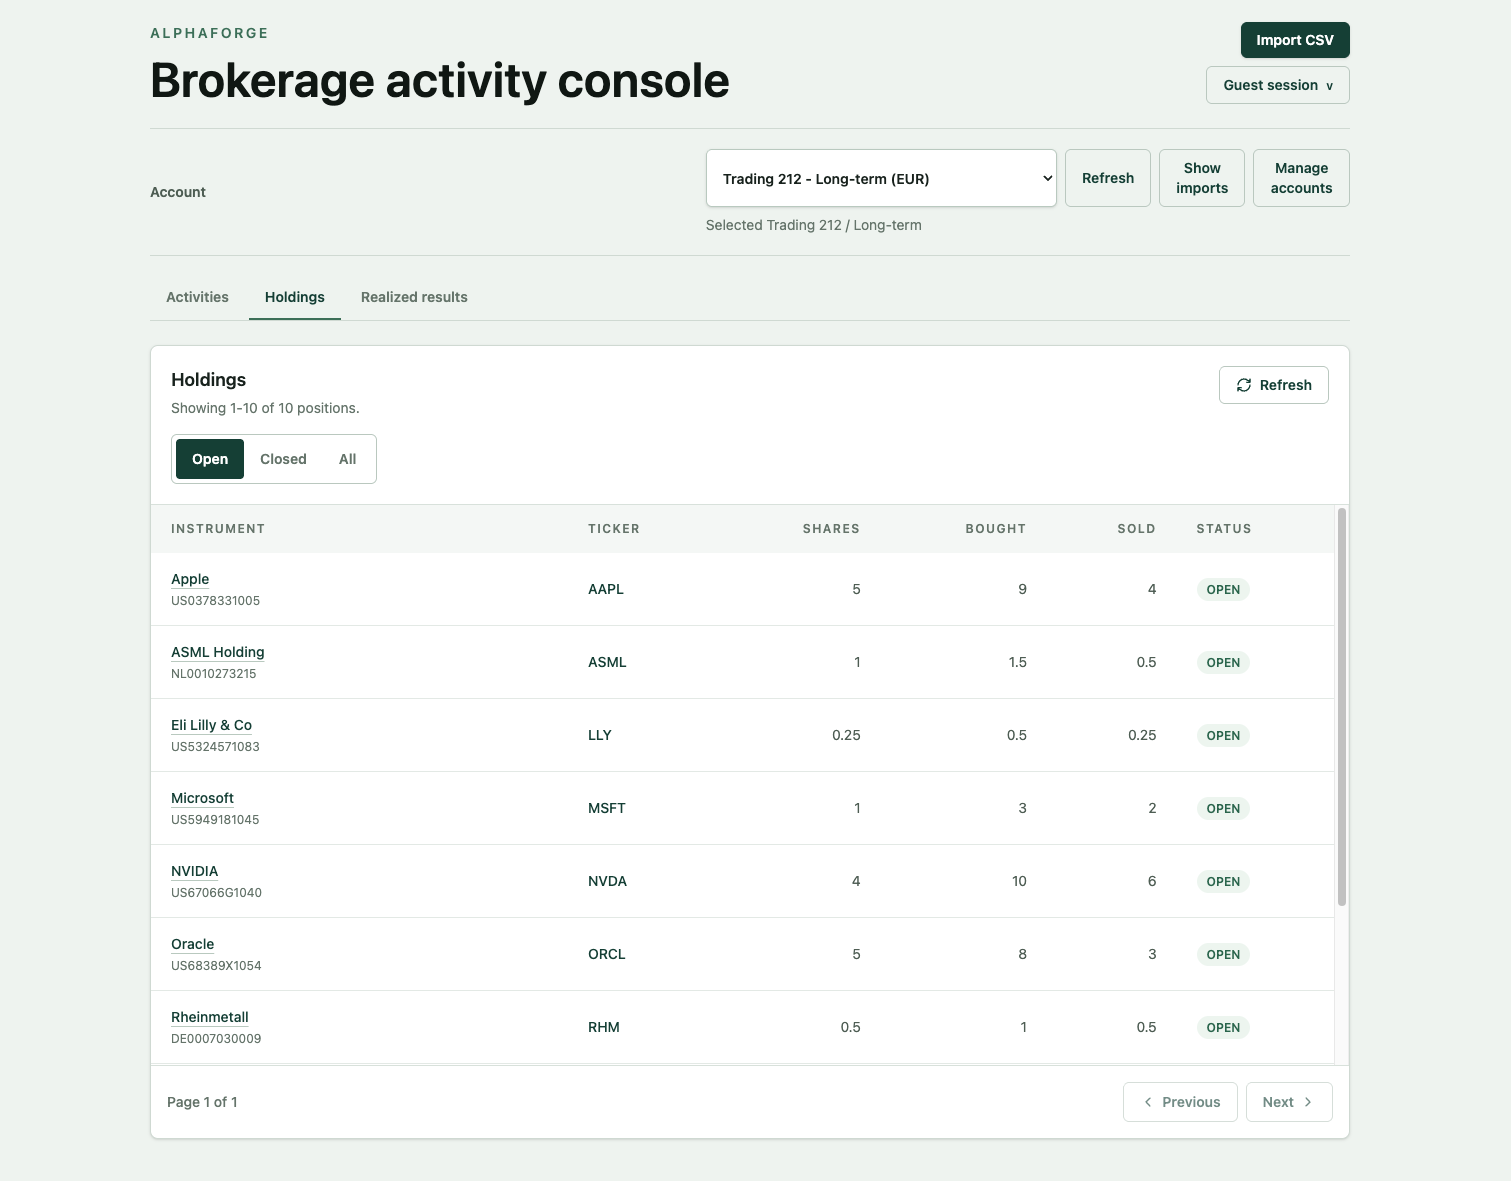 ALPHAFORGE
Brokerage activity console
Import CSV
Guest session v
Account
Trading 212 - Long-term (EUR)
Refresh
Show
imports
Manage
accounts
Selected Trading 212 / Long-term
Activities Holdings Realized results
Holdings
Showing 1-10 of 10 positions.
Refresh
Open Closed All
INSTRUMENT TICKER SHARES BOUGHT SOLD STATUS
Apple
US0378331005
AAPL 5 9 4 OPEN
ASML Holding
NL0010273215
ASML 1 1.5 0.5 OPEN
Eli Lilly & Co
US5324571083
LLY 0.25 0.5 0.25 OPEN
Microsoft
US5949181045
MSFT 1 3 2 OPEN
NVIDIA
US67066G1040
NVDA 4 10 6 OPEN
Oracle
US68389X1054
ORCL 5 8 3 OPEN
Rheinmetall
DE0007030009
RHM 0.5 1 0.5 OPEN
Page 1 of 1
Previous Next